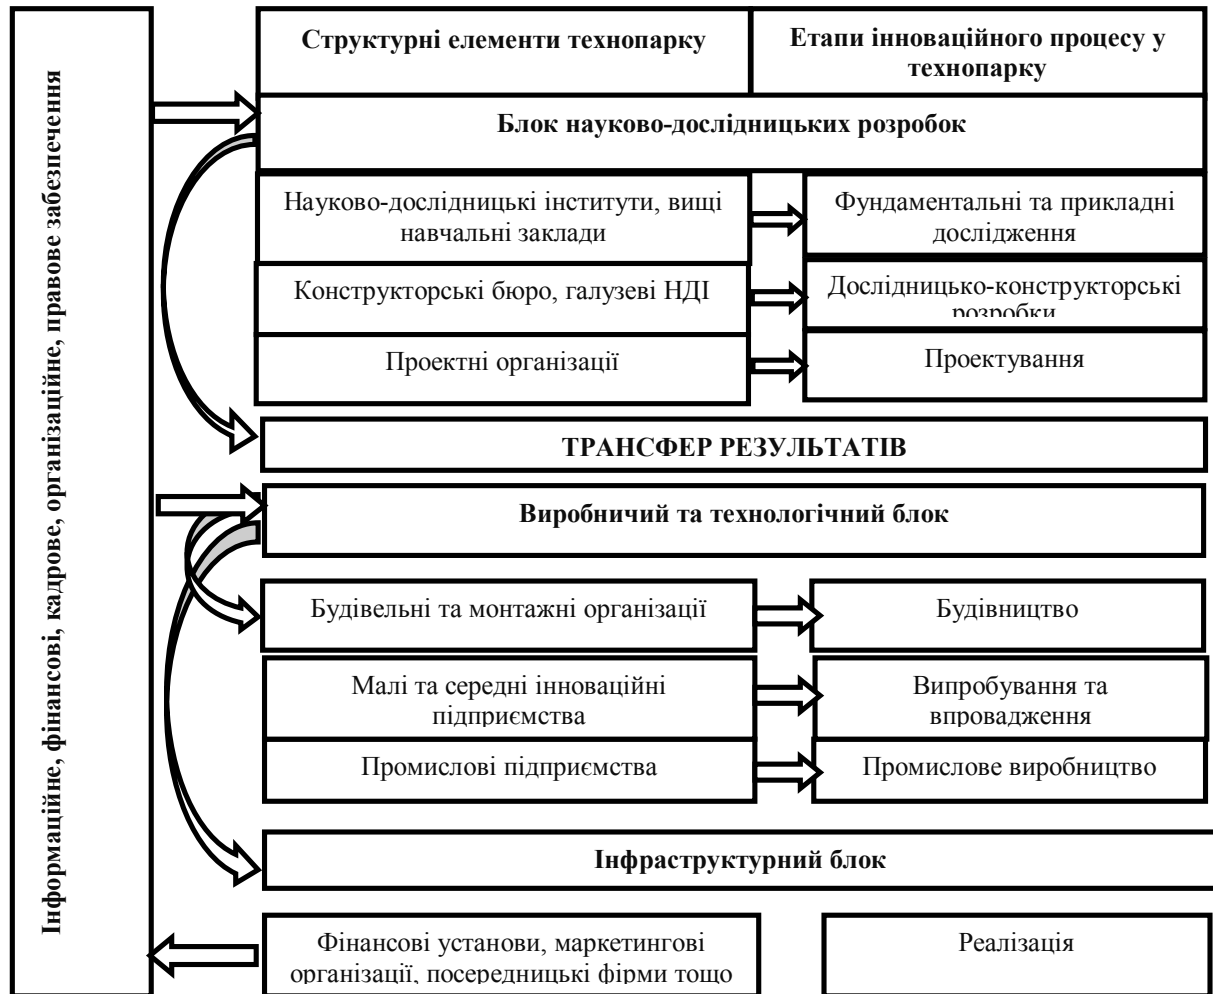 Інформаційне, фінансові, кадрове, організаційне, правове забезпечення
Структурні елементи технопарку
Етапи інноваційного процесу у
технопарку
Блок науково-дослідницьких розробок
Науково-дослідницькі інститути, вищі
навчальні заклади
Фундаментальні та прикладні
дослідження
Конструкторські бюро, галузеві НДІ
Дослідницько-конструкторські
розробки
Проектні організації
Проектування
ТРАНСФЕР РЕЗУЛЬТАТІВ
Виробничий та технологічний блок
Будівельні та монтажні організації
Будівництво
Малі та середні інноваційні
підприємства
Випробування та
впровадження
Промислові підприємства
Промислове виробництво
Інфраструктурний блок
Фінансові установи, маркетингові
організації, посередницькі фірми тощо
Реалізація